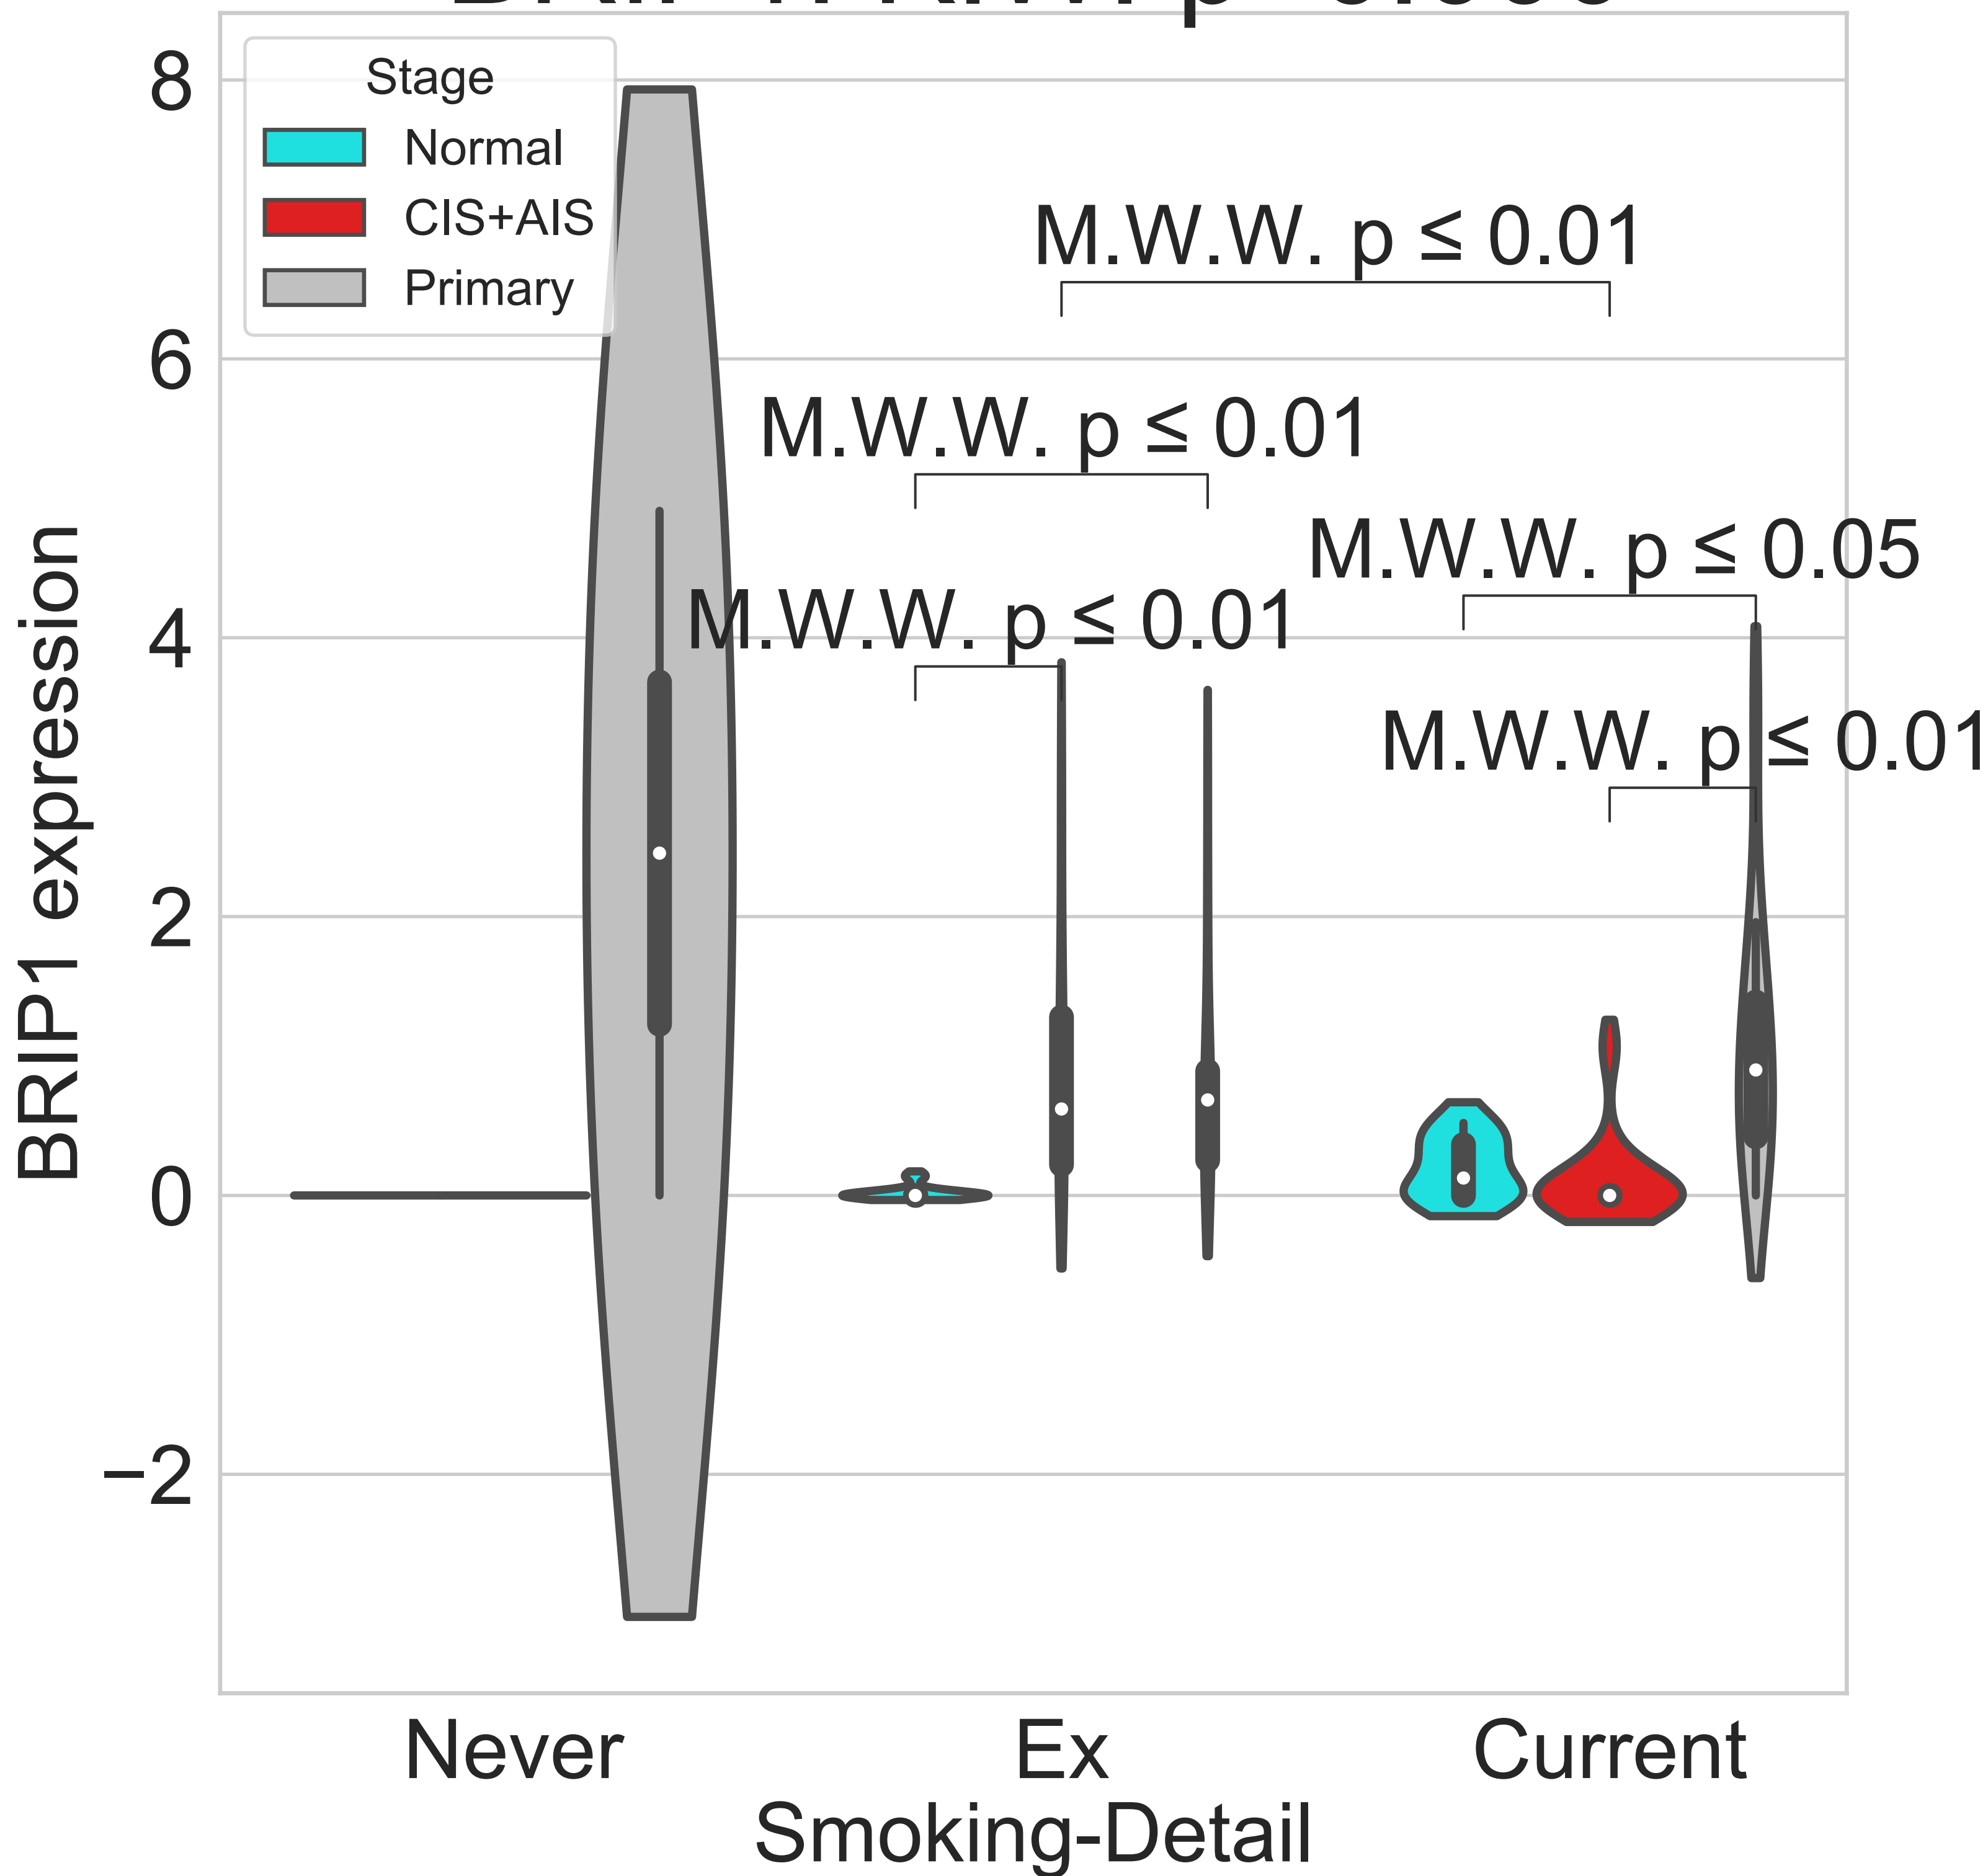 8
6
4
2
0
−2
BRIP1 expression
Stage
Normal
CIS+AIS
Primary
M.W.W. p ≤ 0.01
M.W.W. p ≤ 0.01
M.W.W. p ≤ 0.05
M.W.W. p ≤ 0.01
M.W.W. p ≤ 0.01
Never
Ex
Current
Smoking-Detail